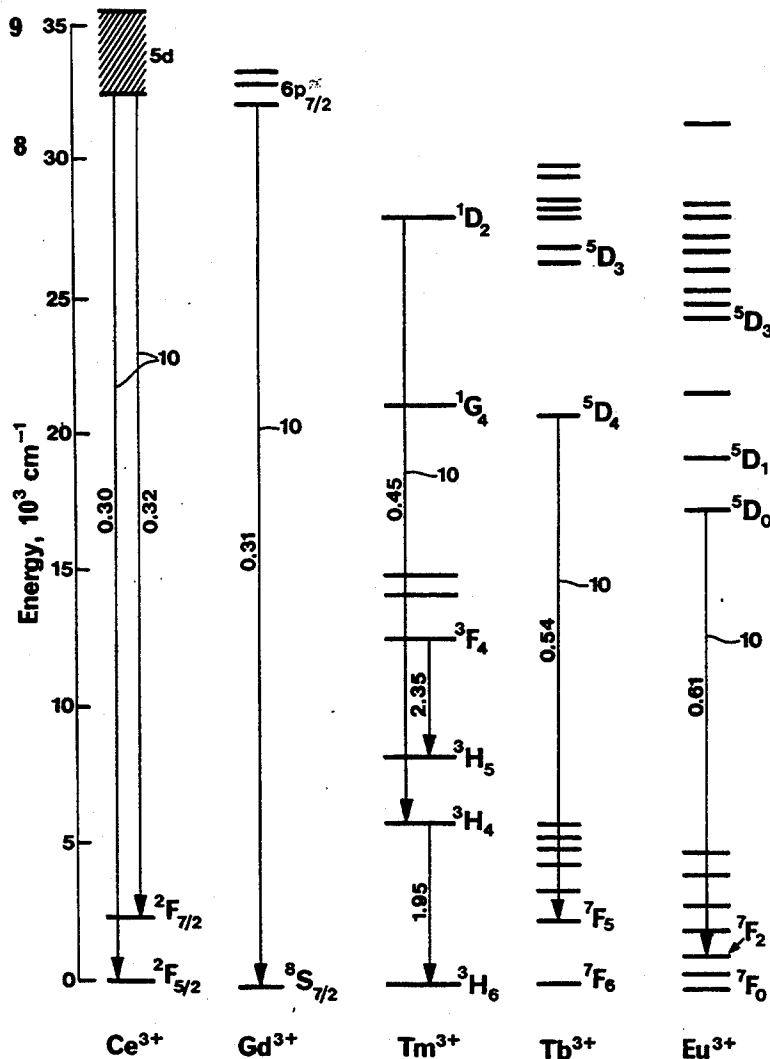 9
8
35
30
25
20
15
10
5
0
Energy, 10³ cm⁻¹
5d
10
0.30
0.32
²F₇/₂
²F₅/₂
Ce³⁺
6p₇/₂
10
0.31
⁸S₇/₂
Gd³⁺
¹D₂
¹G₄
10
0.45
³F₄
2.35
³H₅
³H₄
1.95
³H₆
Tm³⁺
⁵D₃
⁵D₄
10
0.54
⁷F₅
⁷F₆
Tb³⁺
⁵D₃
⁵D₁
⁵D₀
10
0.61
⁷F₂
⁷F₀
Eu³⁺